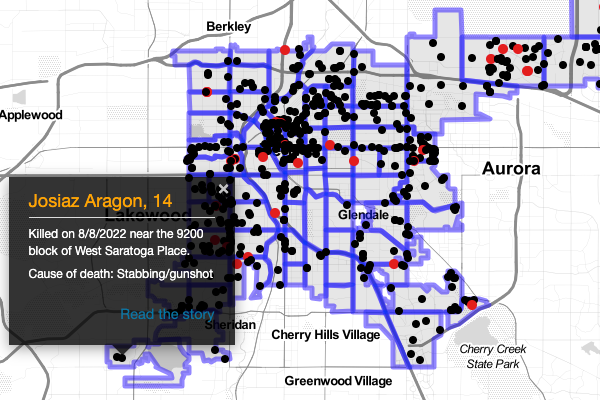 Berkley
Applewood
Aurora
×
Josiaz Aragon, 14
Lakewood
Killed on 8/8/2022 near the 9200
block of West Saratoga Place.
Glendale
Cause of death: Stabbing/gunshot
Read the story
Sheridan
Cherry Hills Village
Cherry Creek
State Park
Greenwood Village